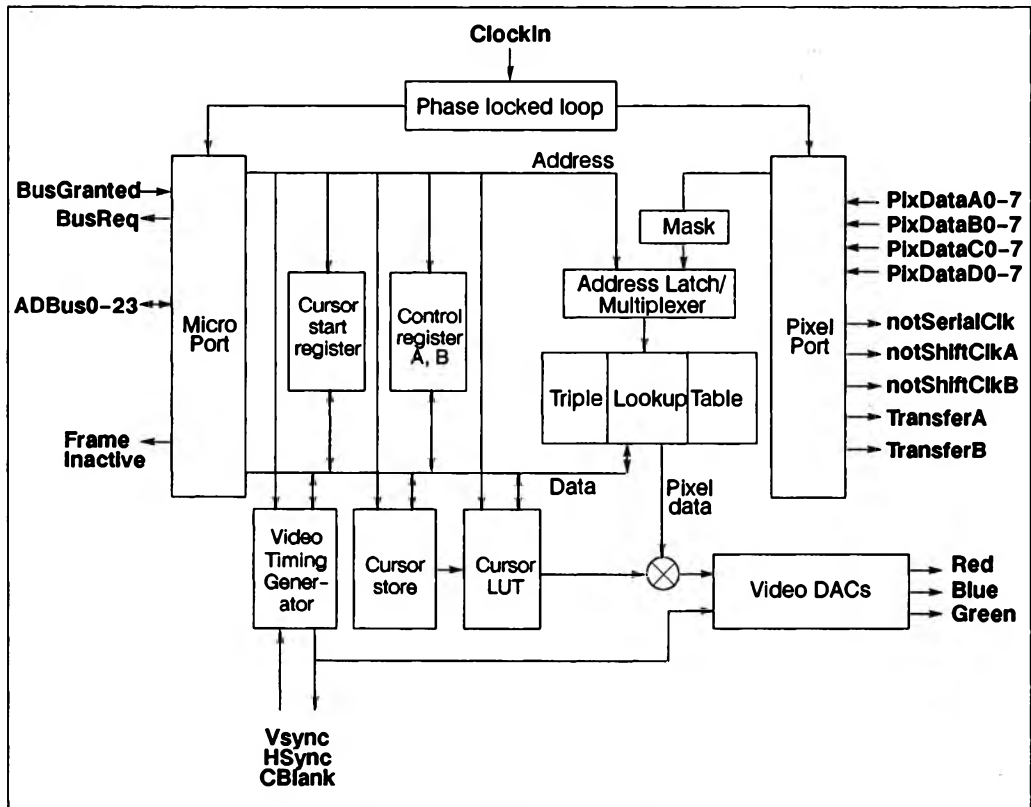 ClockIn
Phase locked loop
Address
BusGranted
BusReq
ADBus0-23
Frame
Inactive
Micro
Port
Cursor
start
register
Control
register
A, B
Mask
Address Latch/
Multiplexer
Triple Lookup Table
Pixel
Port
PixDataA0-7
PixDataB0-7
PixDataC0-7
PixDataD0-7
notSerialClk
notShiftClkA
notShiftClkB
TransferA
TransferB
Data
Pixel
data
Video
Timing
Gener-
ator
Cursor
store
Cursor
LUT
Video DACs
Red
Blue
Green
Vsync
HSync
CBlank